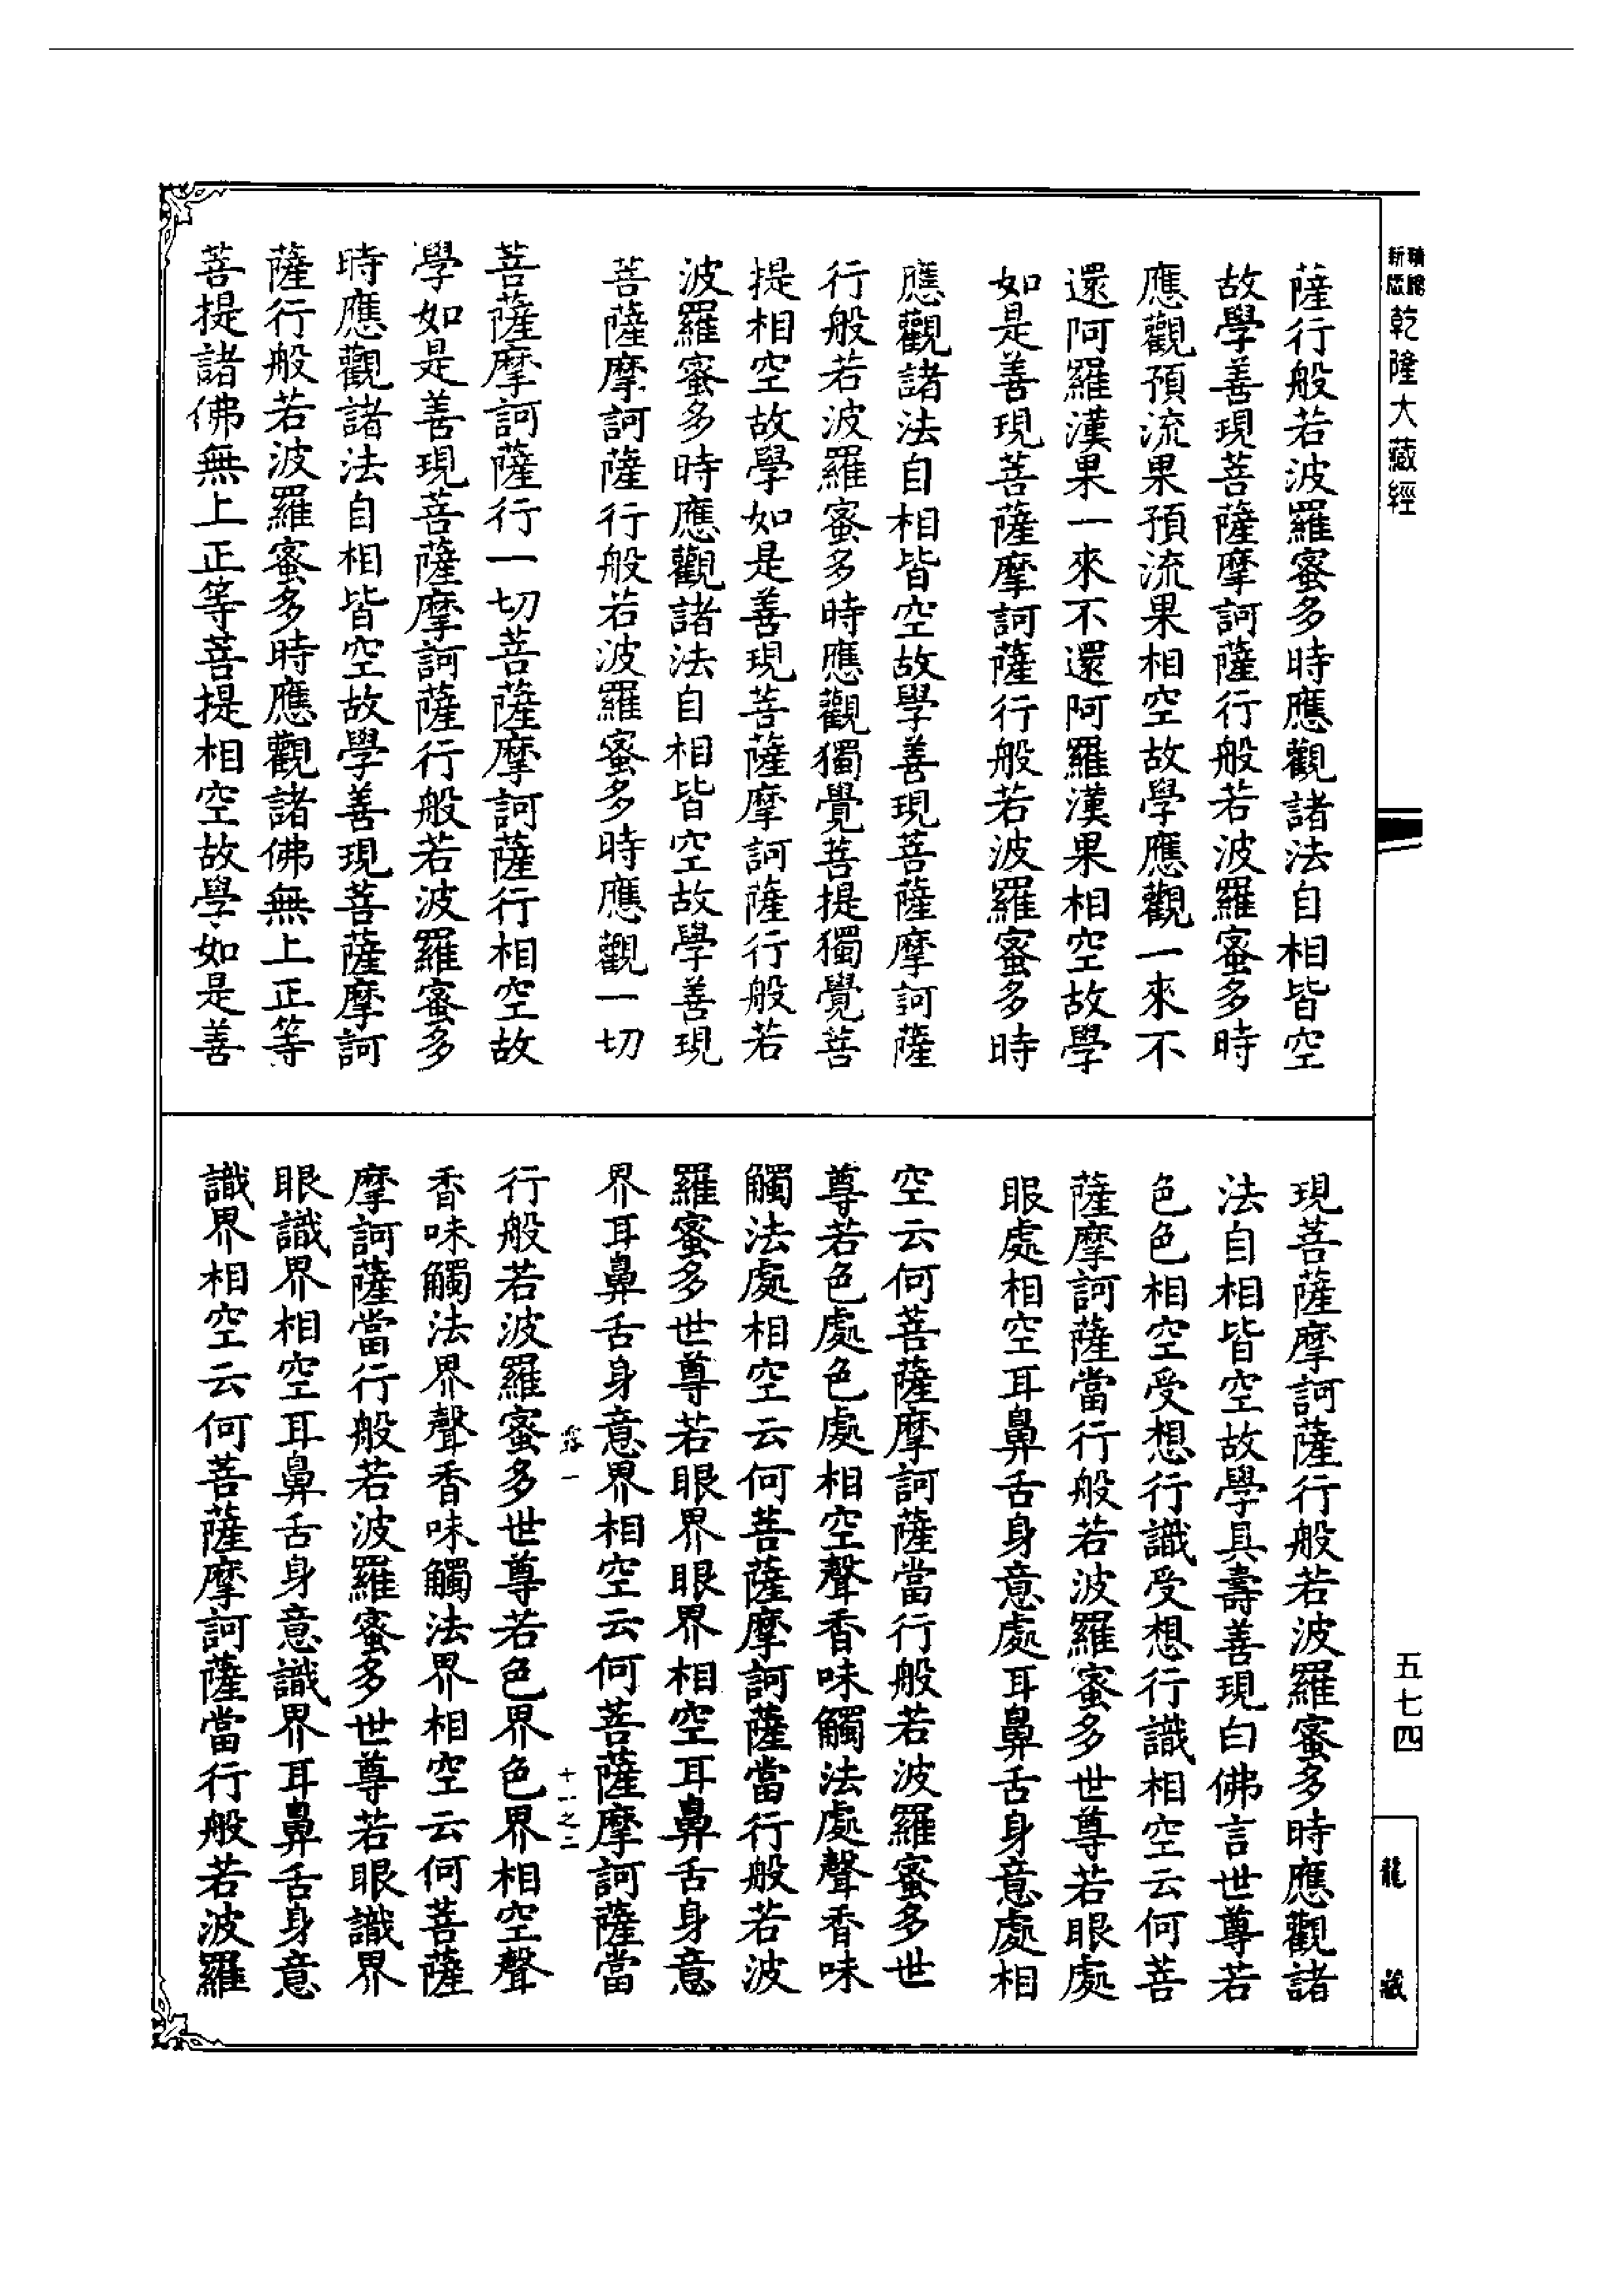 乾隆大藏經
薩行般若波羅蜜多時應觀諸法自相皆空
故學善現菩薩摩訶薩行般若波羅蜜多時
應觀預流果預流果相空故學應觀一來不
還阿羅漢果一來不還阿羅漢果相空故學
如是善現菩薩摩訶薩行般若波羅蜜多時
應觀諸法自相皆空故學善現菩薩摩訶薩
行般若波羅蜜多時應觀獨覺菩提獨覺菩
提相空故學如是善現菩薩摩訶薩行般若
波羅蜜多時應觀諸法自相皆空故學善現
菩薩摩訶薩行般若波羅蜜多時應觀一切
菩薩摩訶薩行一切菩薩摩訶薩行相空故
學如是善現菩薩摩訶薩行般若波羅蜜多
時應觀諸法自相皆空故學善現菩薩摩訶
薩行般若波羅蜜多時應觀諸佛無上正等
菩提諸佛無上正等菩提相空故學如是善
現菩薩摩訶薩行般若波羅蜜多時應觀諸
法自相皆空故學具壽善現白佛言世尊若
色色相空受想行識受想行識相空云何菩
薩摩訶薩當行般若波羅蜜多世尊若眼處
眼處相空耳鼻舌身意處耳鼻舌身意處相
空云何菩薩摩訶薩當行般若波羅蜜多世
尊若色處色處相空聲香味觸法處聲香味
觸法處相空云何菩薩摩訶薩當行般若波
羅蜜多世尊若眼界眼界相空耳鼻舌身意
界耳鼻舌身意界相空云何菩薩摩訶薩當
十一之二
行般若波羅蜜多世尊若色界色界相空聲
香味觸法界聲香味觸法界相空云何菩薩
摩訶薩當行般若波羅蜜多世尊若眼識界
眼識界相空耳鼻舌身意識界耳鼻舌身意
識界相空云何菩薩摩訶薩當行般若波羅
五七四
龍藏